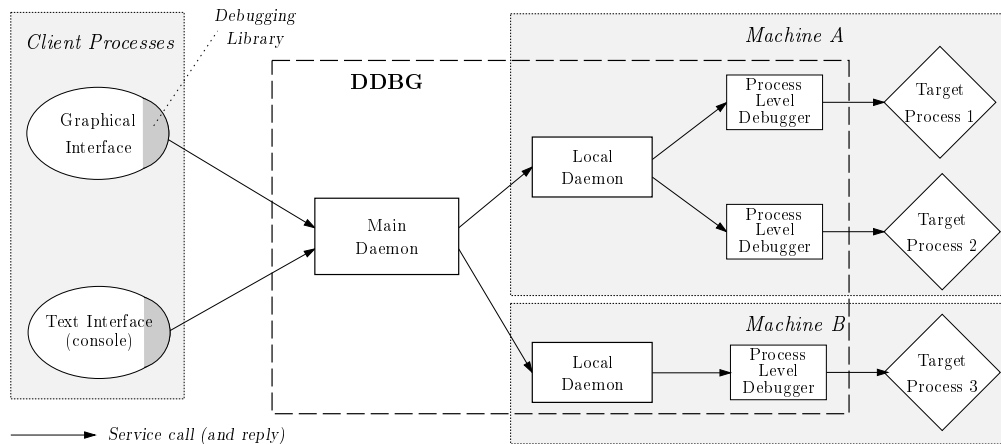 Client Processes
Debugging
Library
Graphical
Interface
Text Interface
(console)
DDBG
Main
Daemon
Machine A
Local
Daemon
Process
Level
Debugger
Target
Process 1
Process
Level
Debugger
Target
Process 2
Machine B
Local
Daemon
Process
Level
Debugger
Target
Process 3
Service call (and reply)